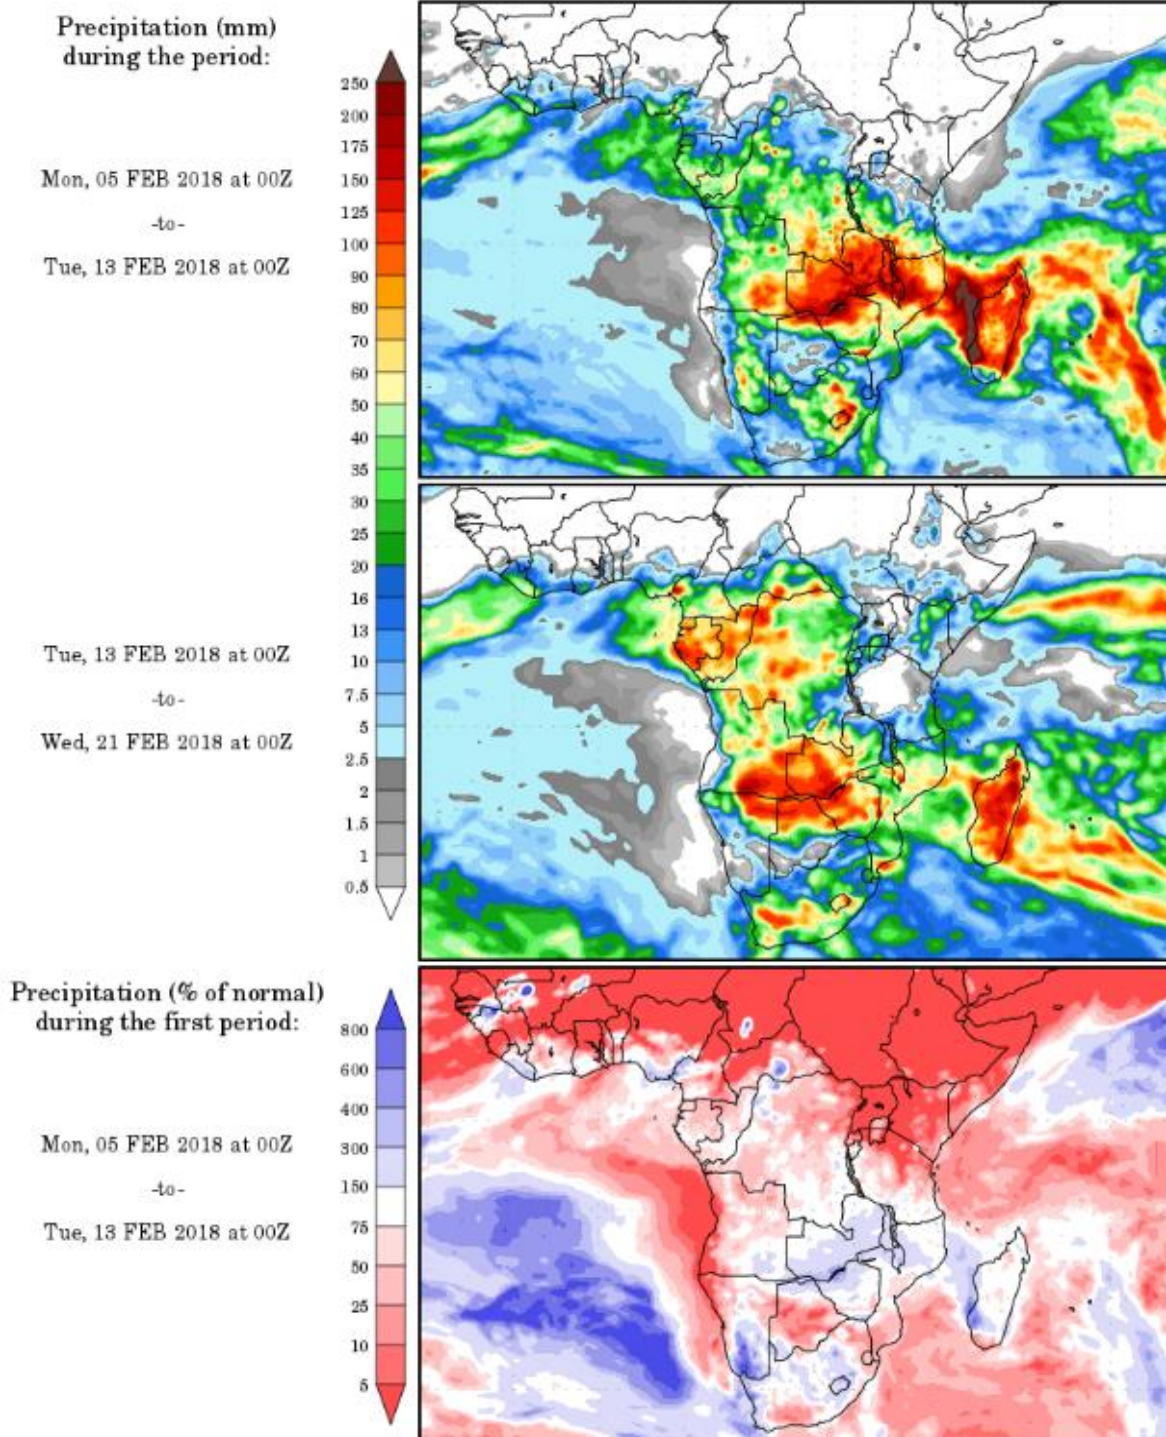 Precipitation (mm)
during the period:
Mon, 05 FEB 2018 at 00Z
-to-
Tue, 13 FEB 2018 at 00Z
Tue, 13 FEB 2018 at 00Z
-to-
Wed, 21 FEB 2018 at 00Z
250
200
175
150
125
100
90
80
70
60
50
40
35
30
25
20
16
13
10
7.5
5
2.5
2
1.5
1
0.5
Precipitation (% of normal)
during the first period:
Mon, 05 FEB 2018 at 00Z
-to-
Tue, 13 FEB 2018 at 00Z
800
600
400
300
150
75
50
25
10
5